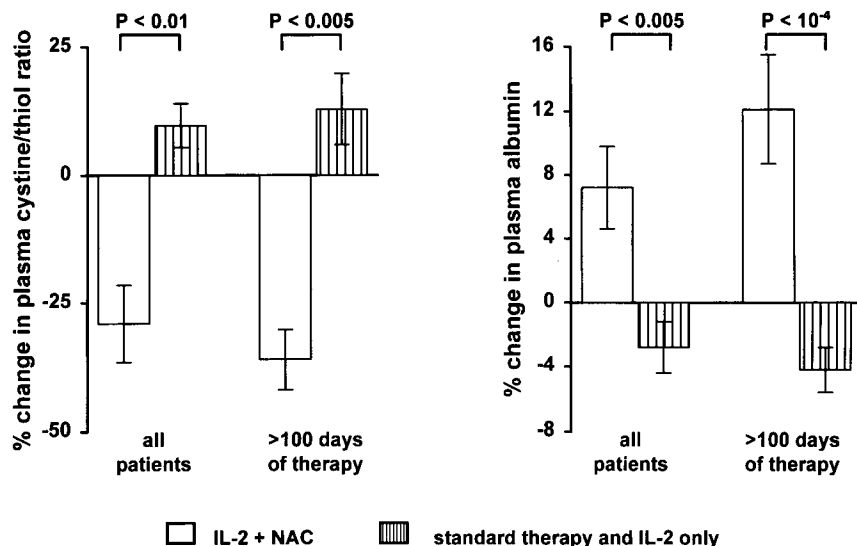 P < 0.01
P < 0.005
% change in plasma cystine/thiol ratio
25
0
-25
-50
all
patients
>100 days
of therapy
P < 0.005
P < 10⁻⁴
% change in plasma albumin
16
12
8
4
0
-4
-8
all
patients
>100 days
of therapy
IL-2 + NAC
standard therapy and IL-2 only